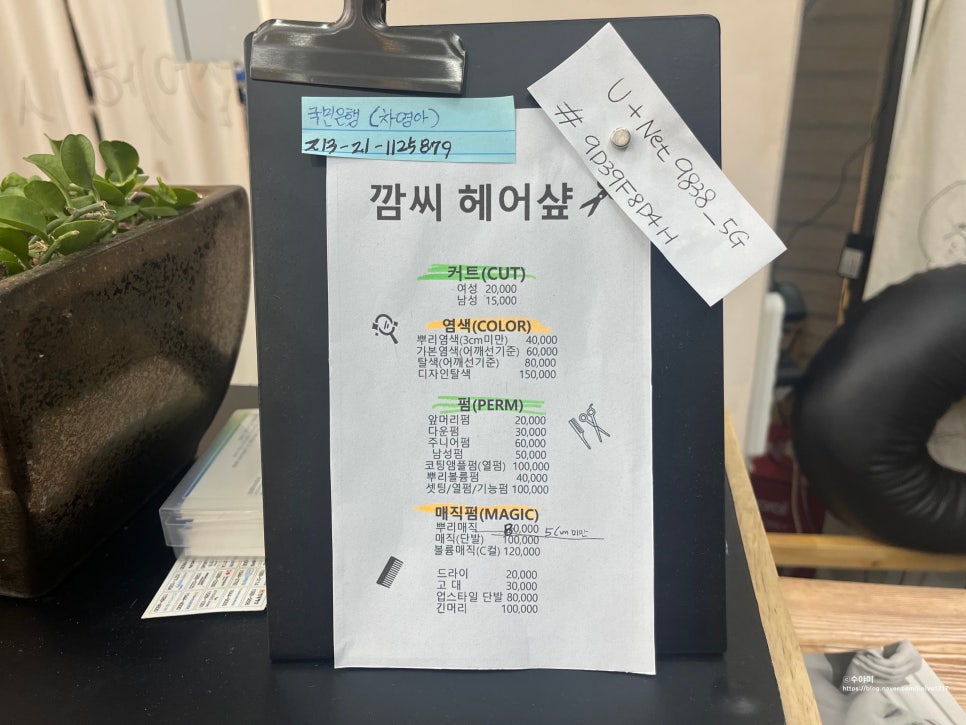 국민은행 (차영아)
213-21-1125879
U+Net 9838_5G
# 9D39F8D4H
깜씨 헤어샾
커트(CUT)
여성 20,000
남성 15,000
염색(COLOR)
뿌리염색(3cm미만) 40,000
기본염색(어깨선기준) 60,000
탈색(어깨선기준) 80,000
디자인탈색 150,000
펌(PERM)
앞머리펌 20,000
다운펌 30,000
주니어펌 60,000
남성펌 50,000
코팅앰플펌(열펌) 100,000
뿌리볼륨펌 40,000
셋팅/열펌/기능펌 100,000
매직펌(MAGIC)
뿌리매직 80,000 5cm 미만
매직(단발) 100,000
볼륨매직(C컬) 120,000
드라이 20,000
고 대 30,000
업스타일 단발 80,000
긴머리 100,000
ⓒ수야미